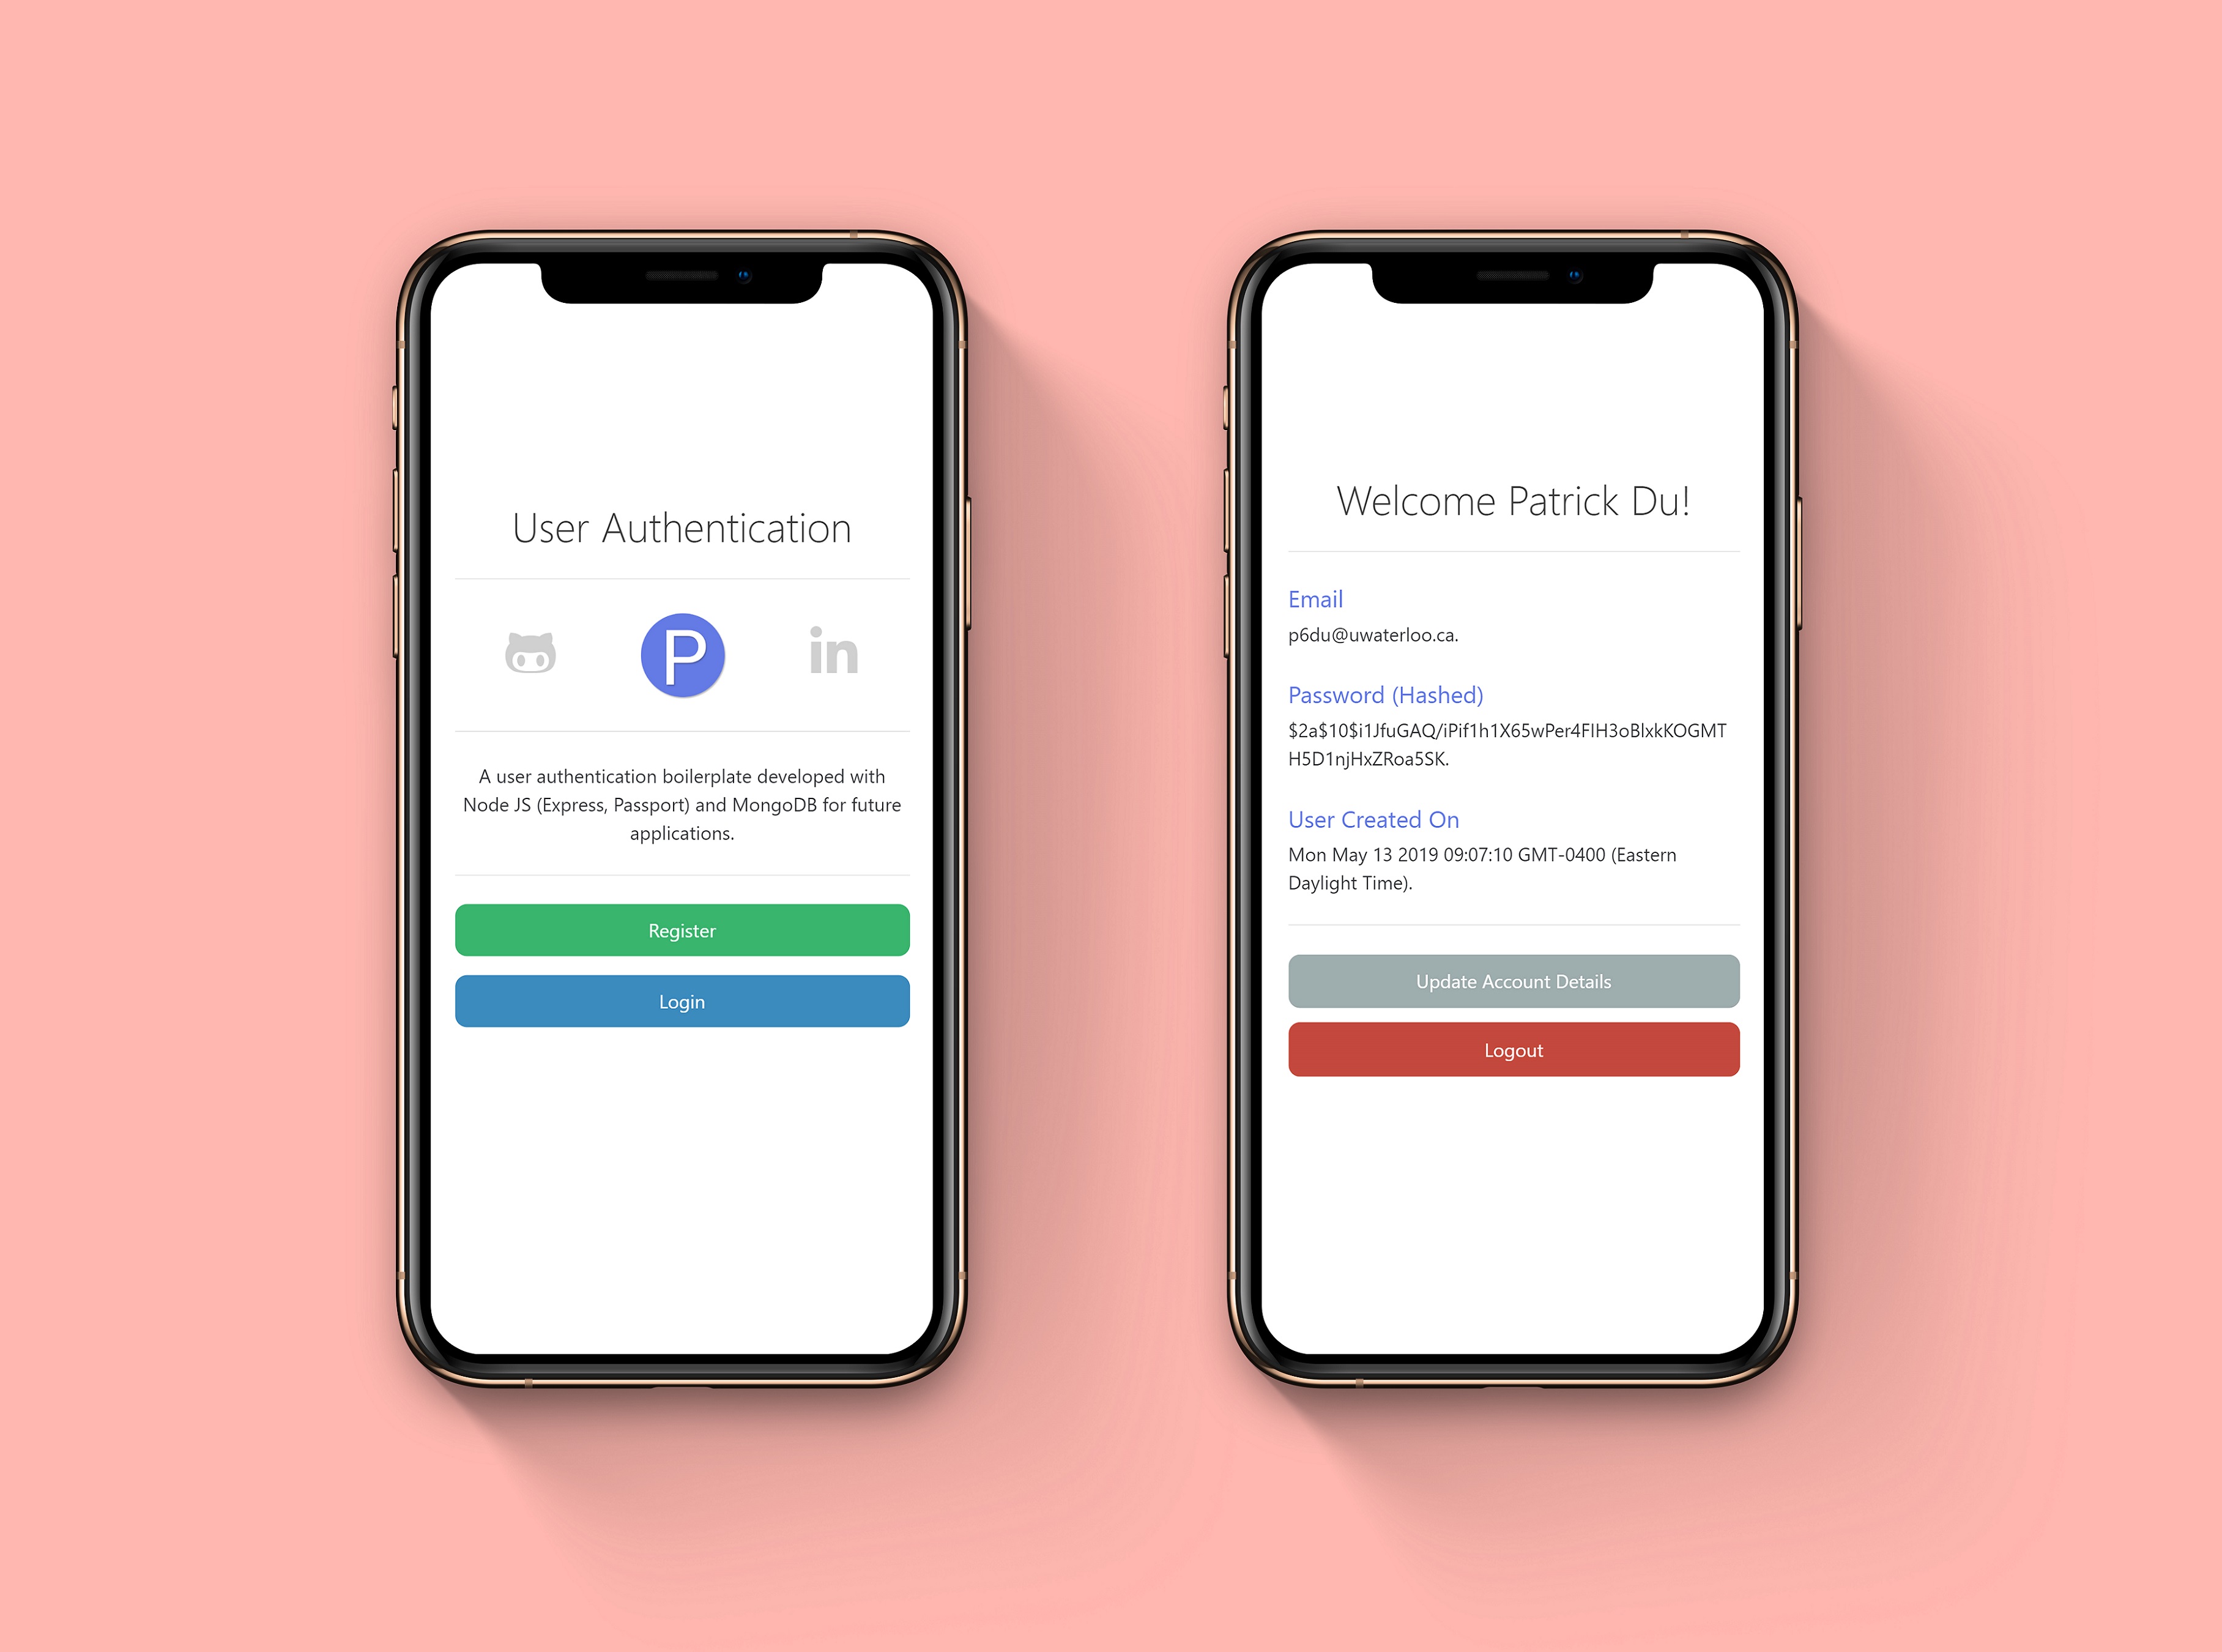 User Authentication
P
in
A user authentication boilerplate developed with
Node JS (Express, Passport) and MongoDB for future
applications.
Register
Login
Welcome Patrick Du!
Email
p6du@uwaterloo.ca.
Password (Hashed)
$2a$10$i1JfuGAQ/iPif1h1X65wPer4FIH3oBlxkKOGMT
H5D1njHxZRoa5SK.
User Created On
Mon May 13 2019 09:07:10 GMT-0400 (Eastern
Daylight Time).
Update Account Details
Logout